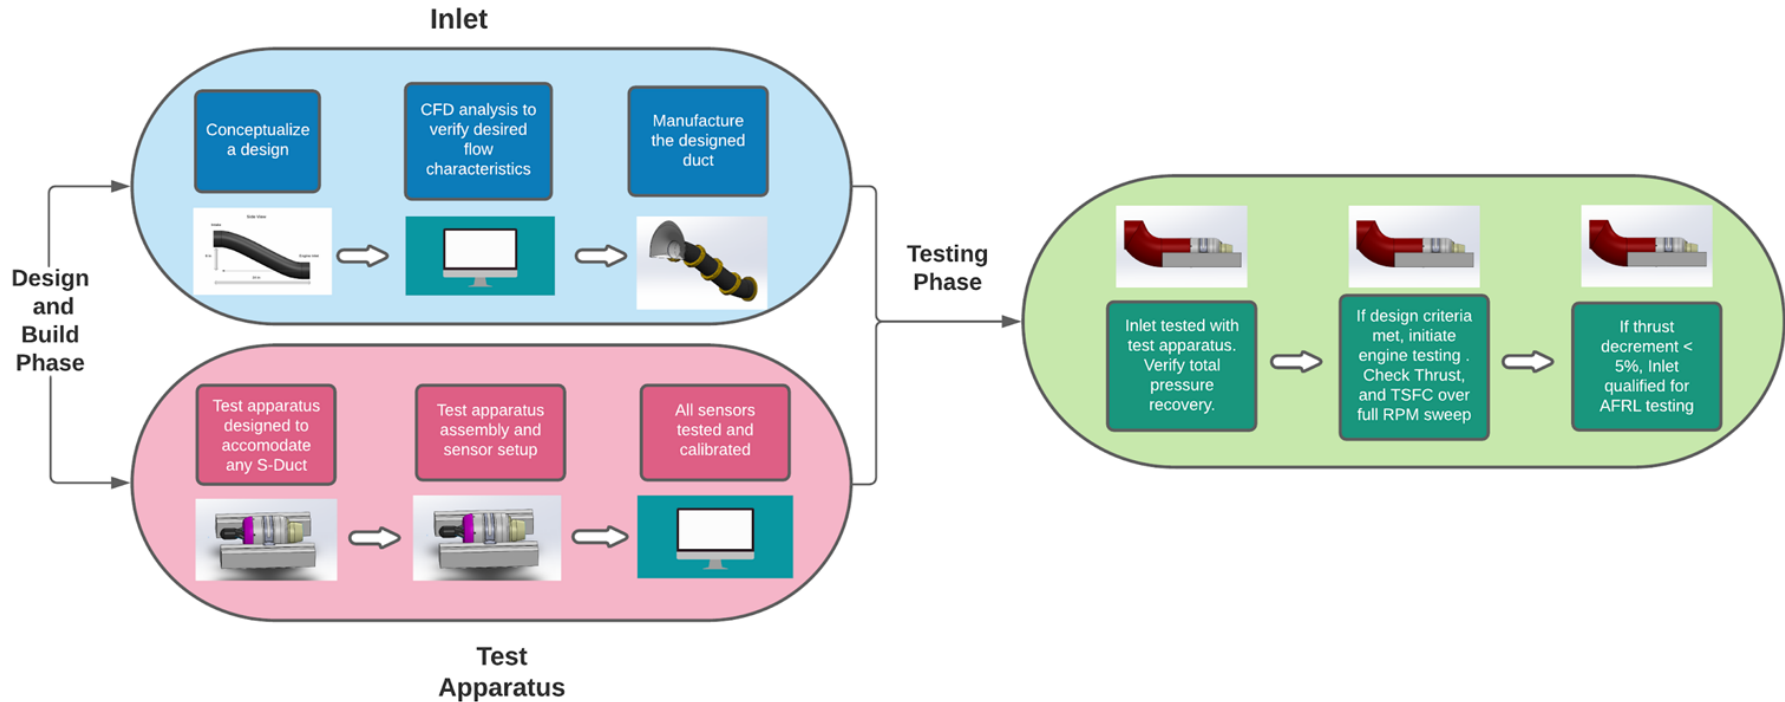 Inlet
Conceptualize
a design
CFD analysis to
verify desired
flow
characteristics
Manufacture
the designed
duct
Side View
Design
and
Build
Phase
Test apparatus
designed to
accomodate
any S-Duct
Test apparatus
assembly and
sensor setup
All sensors
tested and
calibrated
Test
Apparatus
Testing
Phase
Inlet tested with
test apparatus.
Verify total
pressure
recovery.
If design criteria
met, initiate
engine testing .
Check Thrust,
and TSFC over
full RPM sweep
If thrust
decrement <
5%, Inlet
qualified for
AFRL testing